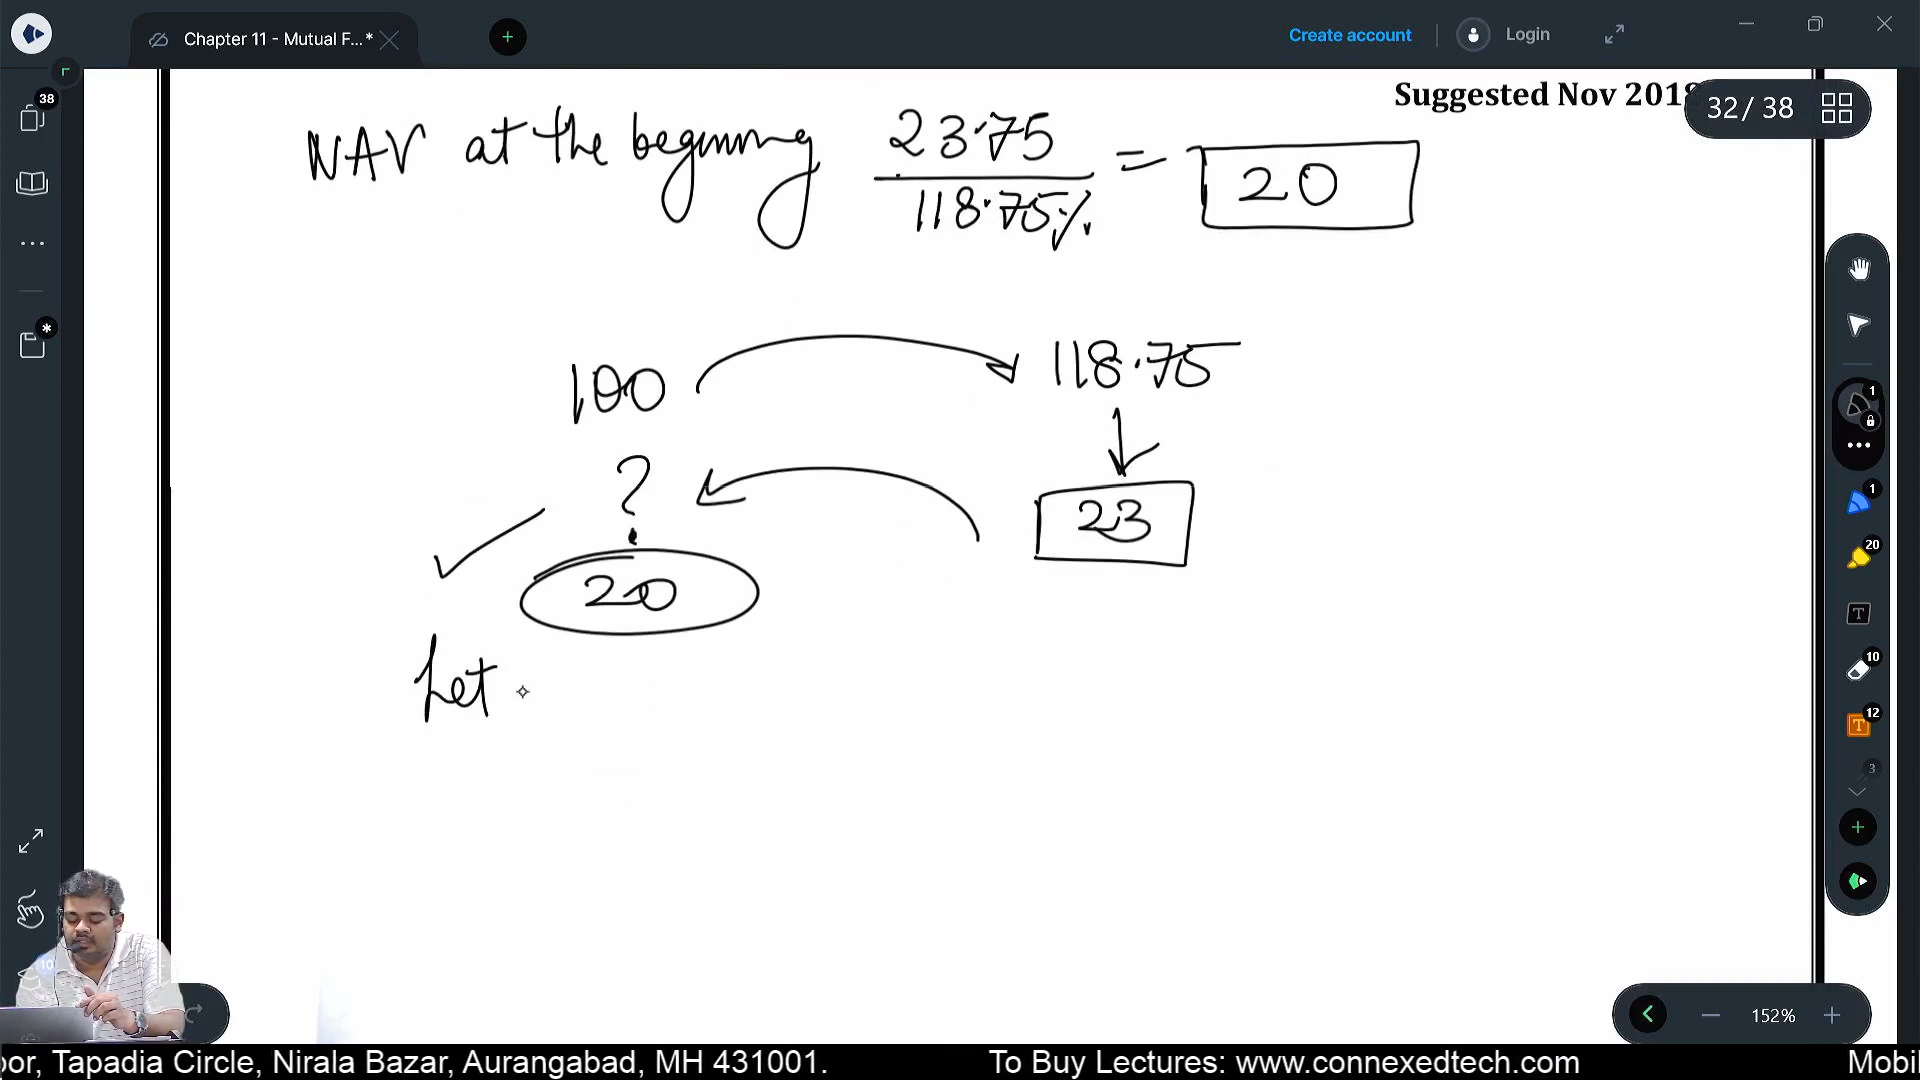 Chapter 11 - Mutual F...*
Create account
Login
Suggested Nov 2018
32/ 38
38
NAV at the beginning 23.75 / 118.75% = 20
100
118.75
?
23
20
Let
1
1
20
T
10
12
T
3
152%
oor, Tapadia Circle, Nirala Bazar, Aurangabad, MH 431001.
To Buy Lectures: www.connexedtech.com
Mobil